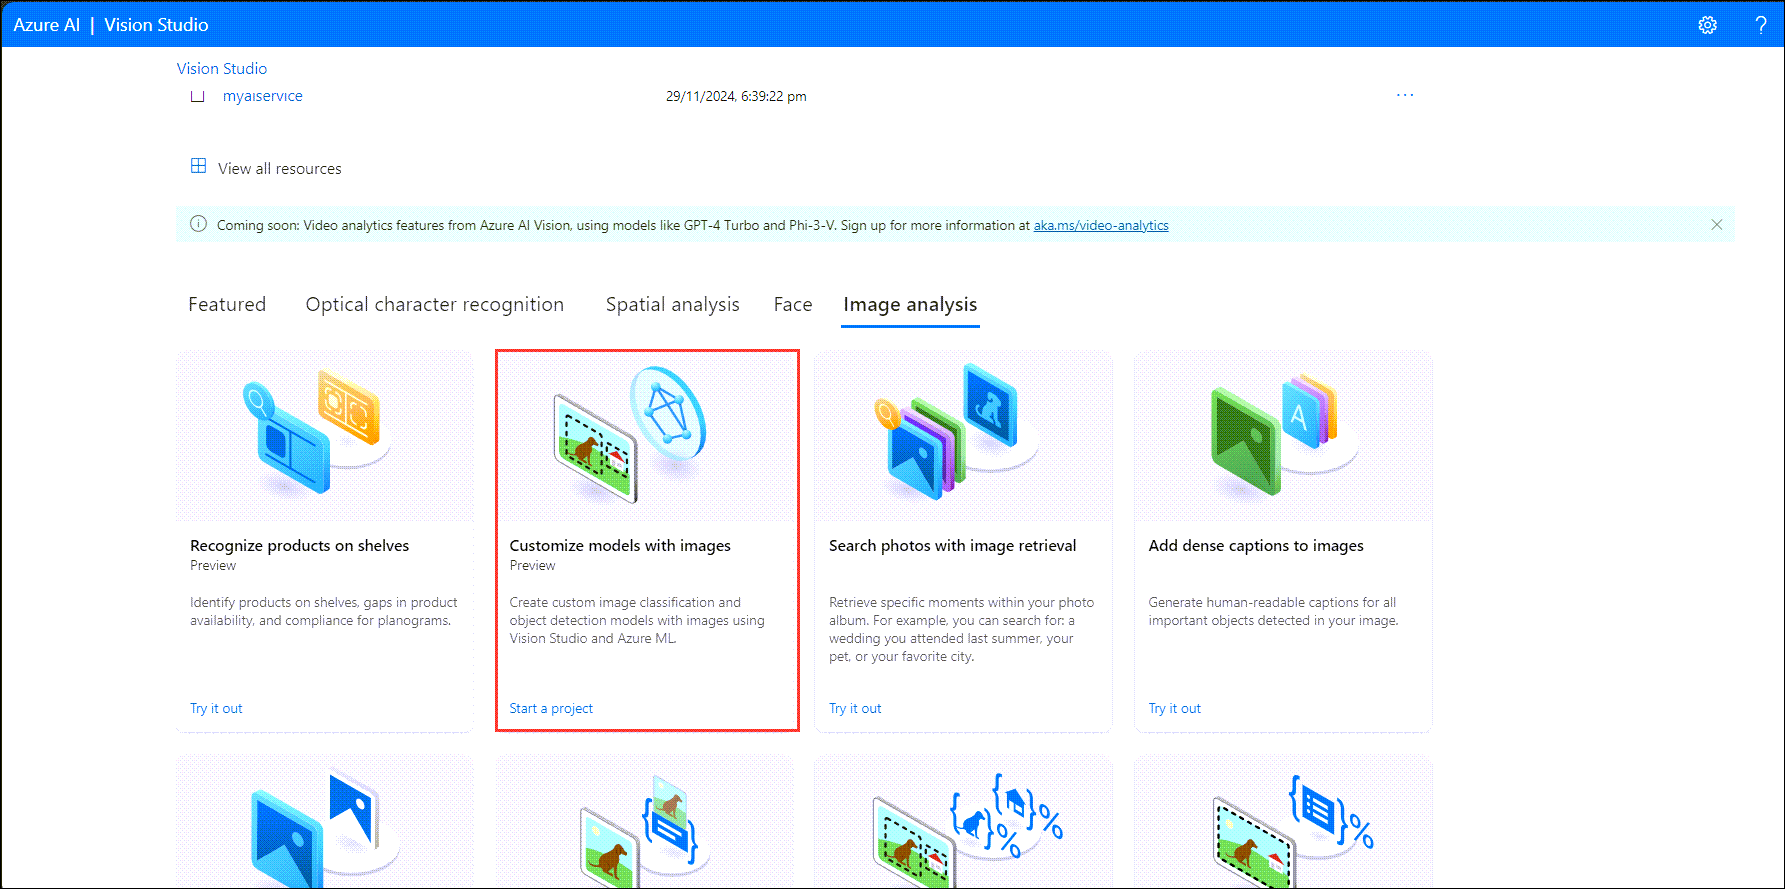 Azure AI | Vision Studio
?
Vision Studio
myaiservice 29/11/2024, 6:39:22 pm ...
View all resources
Coming soon: Video analytics features from Azure AI Vision, using models like GPT-4 Turbo and Phi-3-V. Sign up for more information at aka.ms/video-analytics
Featured Optical character recognition Spatial analysis Face Image analysis
A
Recognize products on shelves
Preview
Identify products on shelves, gaps in product
availability, and compliance for planograms.
Try it out
Customize models with images
Preview
Create custom image classification and
object detection models with images using
Vision Studio and Azure ML.
Start a project
Search photos with image retrieval
Retrieve specific moments within your photo
album. For example, you can search for: a
wedding you attended last summer, your
pet, or your favorite city.
Try it out
Add dense captions to images
Generate human-readable captions for all
important objects detected in your image.
Try it out
{ } { }
{ } % { } %
{ } %